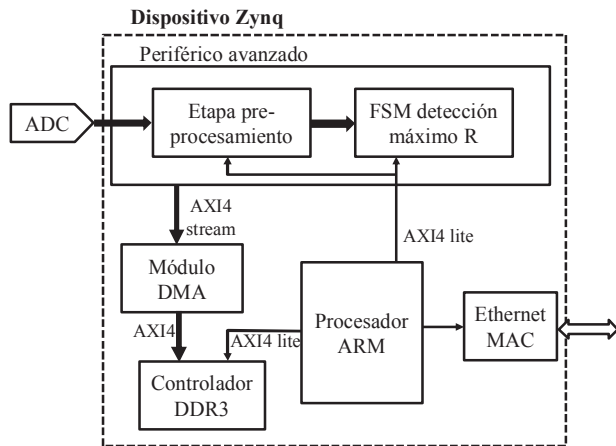 Dispositivo Zynq
Periférico avanzado
ADC
Etapa pre-
procesamiento
FSM detección
máximo R
AXI4
stream
AXI4 lite
Módulo
DMA
Procesador
ARM
Ethernet
MAC
AXI4
AXI4 lite
Controlador
DDR3